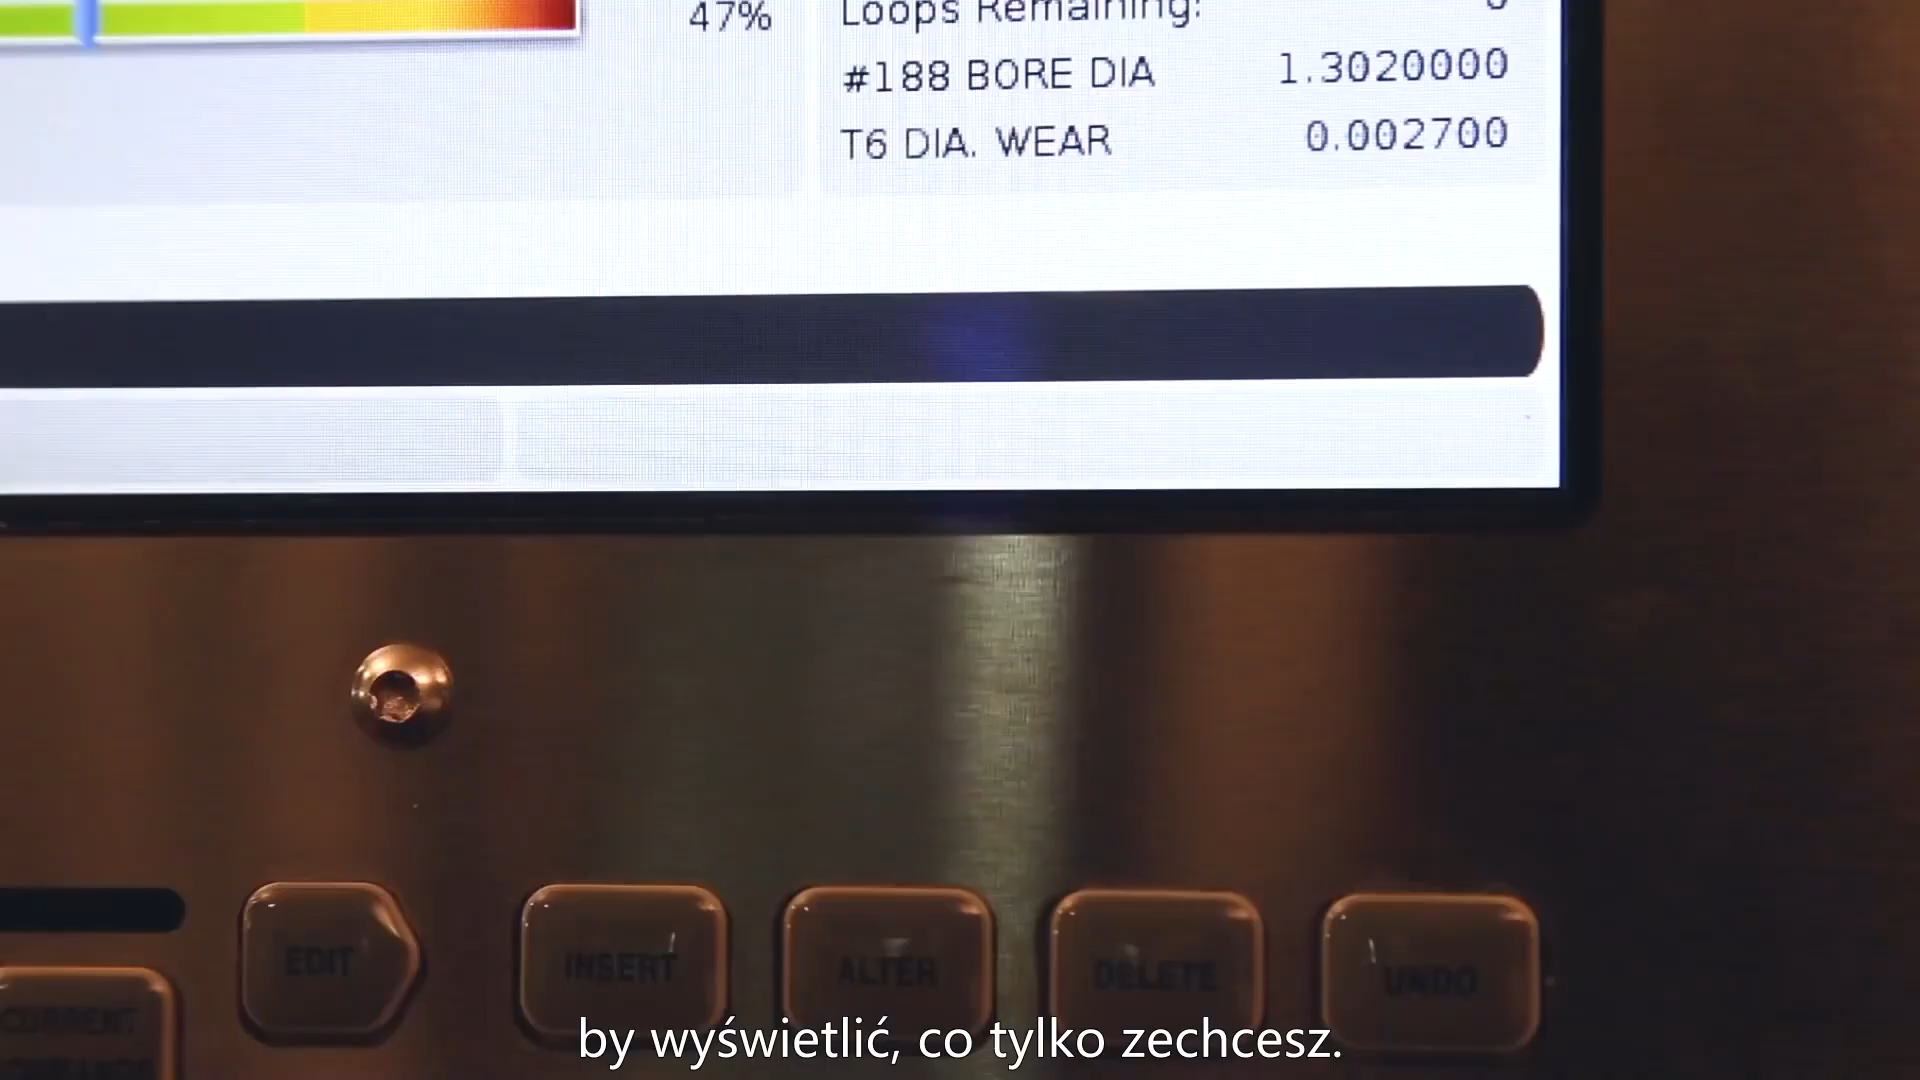 47%
Loops Remaining:
#188 BORE DIA 1.3020000
T6 DIA. WEAR 0.002700
EDIT
INSERT
ALTER
DELETE
UNDO
CURRENT
by wyświetlić, co tylko zechcesz.